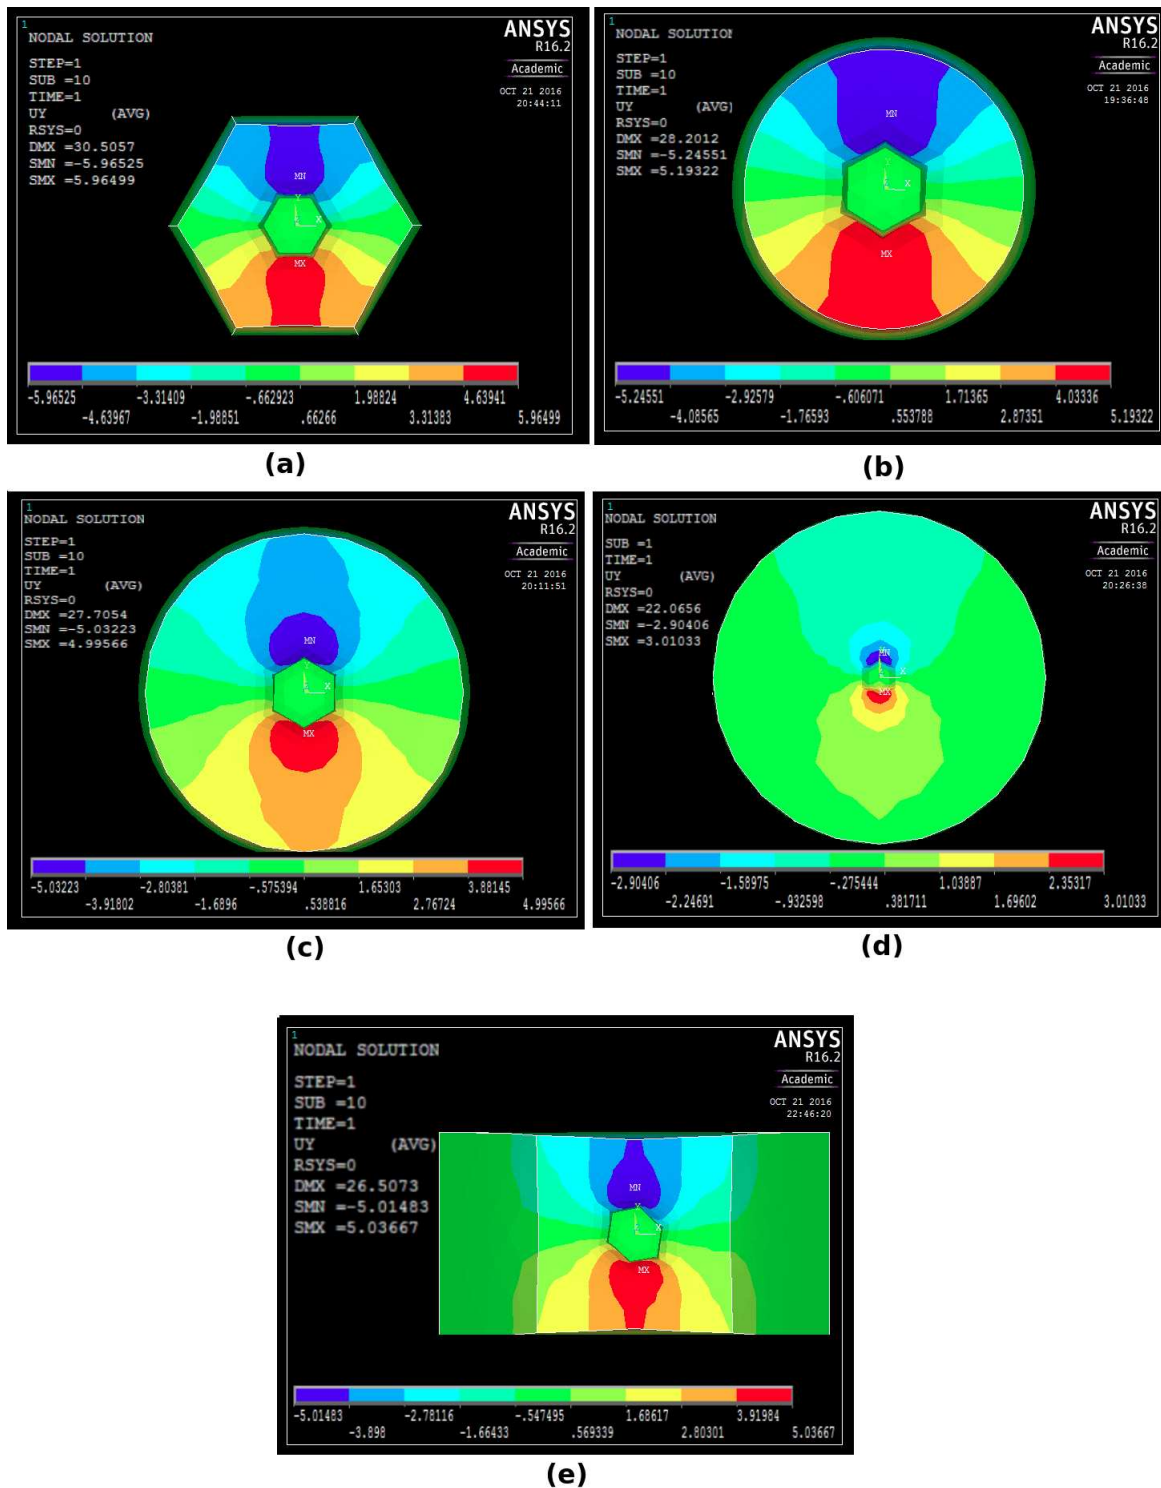 1
NODAL SOLUTION
STEP=1
SUB =10
TIME=1
UY (AVG)
RSYS=0
DMX =30.5057
SMN =-5.96525
SMX =5.96499
ANSYS
R16.2
Academic
OCT 21 2016
20:44:11
MN
Y
X
MX
-5.96525 -3.31409 -.662923 1.98824 4.63941
-4.63967 -1.98851 .66266 3.31383 5.96499
(a)
1
NODAL SOLUTION
STEP=1
SUB =10
TIME=1
UY (AVG)
RSYS=0
DMX =28.2012
SMN =-5.24551
SMX =5.19322
ANSYS
R16.2
Academic
OCT 21 2016
19:36:48
MN
Y
X
MX
-5.24551 -2.92579 -.606071 1.71365 4.03336
-4.08565 -1.76593 .553788 2.87351 5.19322
(b)
1
NODAL SOLUTION
STEP=1
SUB =10
TIME=1
UY (AVG)
RSYS=0
DMX =27.7054
SMN =-5.03223
SMX =4.99566
ANSYS
R16.2
Academic
OCT 21 2016
20:11:51
MN
Y
X
MX
-5.03223 -2.80381 -.575394 1.65303 3.88145
-3.91802 -1.6896 .538816 2.76724 4.99566
(c)
1
NODAL SOLUTION
SUB =1
TIME=1
UY (AVG)
RSYS=0
DMX =22.0656
SMN =-2.90406
SMX =3.01033
ANSYS
R16.2
Academic
OCT 21 2016
20:26:38
MN
X
MX
-2.90406 -1.58975 -.275444 1.03887 2.35317
-2.24691 -.932598 .381711 1.69602 3.01033
(d)
1
NODAL SOLUTION
STEP=1
SUB =10
TIME=1
UY (AVG)
RSYS=0
DMX =26.5073
SMN =-5.01483
SMX =5.03667
ANSYS
R16.2
Academic
OCT 21 2016
22:46:20
MN
Y
X
MX
-5.01483 -2.78116 -.547495 1.68617 3.91984
-3.898 -1.66433 .569339 2.80301 5.03667
(e)